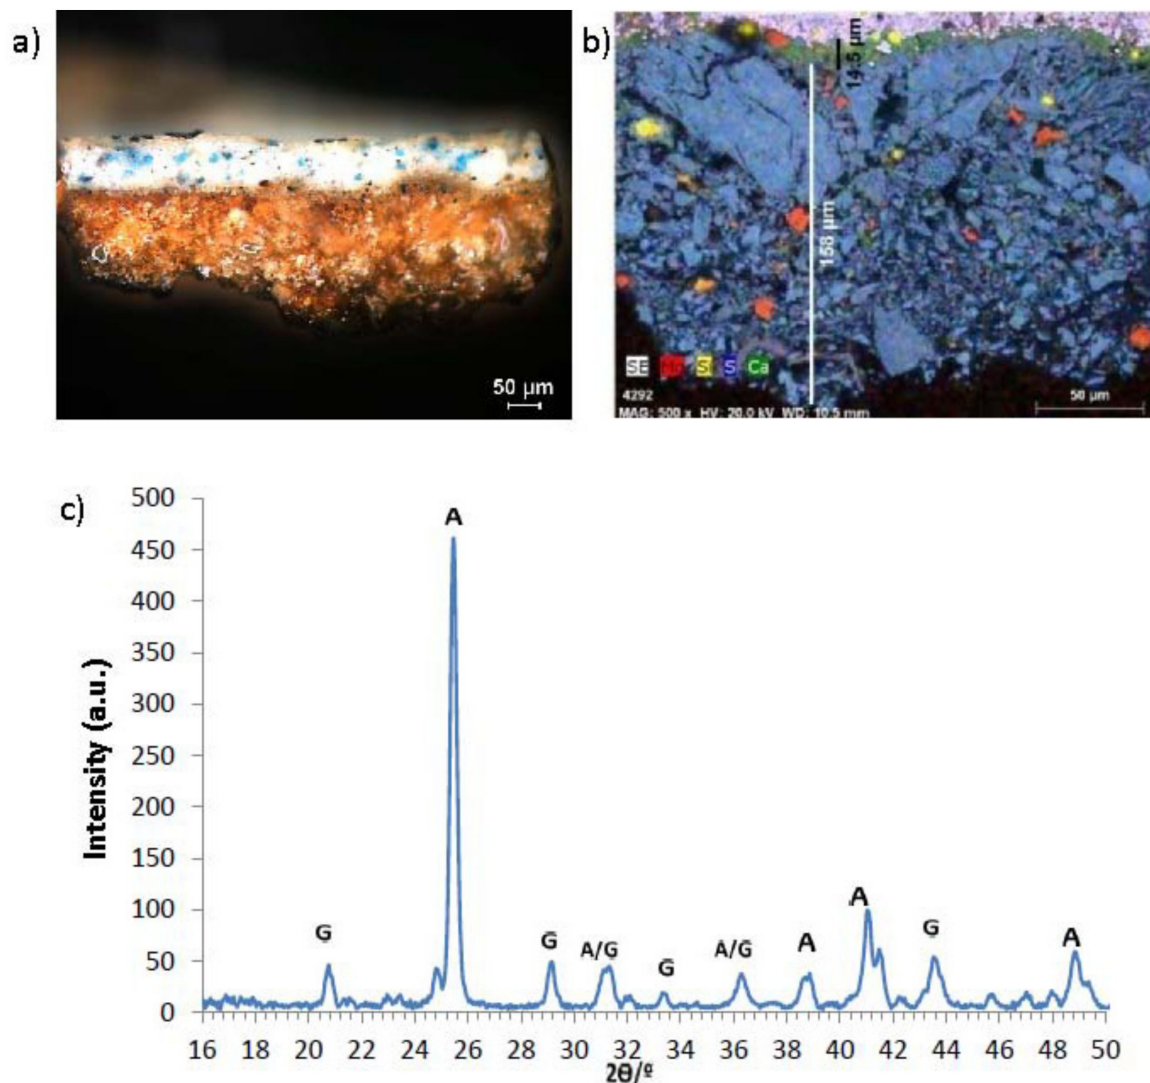 a)
50 µm
b)
14.5 µm
158 µm
SE Si S Ca
4292
50 µm
MAG: 500 x HV: 20.0 kV WD: 10.5 mm
c)
Intensity (a.u.)
500
450
400
350
300
250
200
150
100
50
0
G
A
G
A/G
G
A/G
A
A
G
A
16 18 20 22 24 26 28 30 32 34 36 38 40 42 44 46 48 50
2θ/º